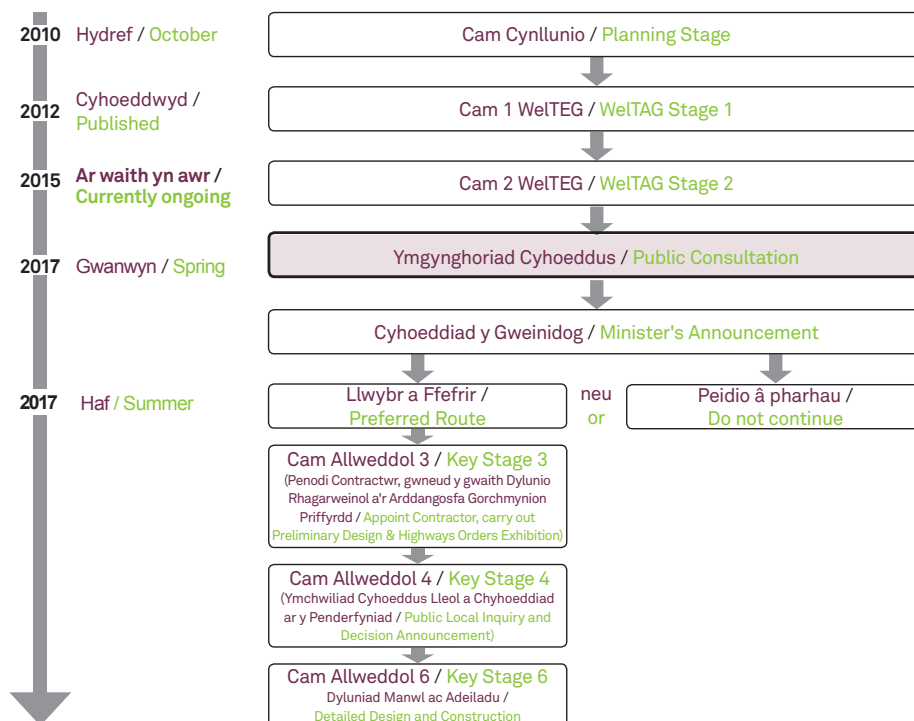 2010 Hydref / October
Cam Cynllunio / Planning Stage
2012 Cyhoeddwyd /
Published
Cam 1 WelTEG / WelTAG Stage 1
2015 Ar waith yn awr /
Currently ongoing
Cam 2 WelTEG / WelTAG Stage 2
2017 Gwanwyn / Spring
Ymgynghoriad Cyhoeddus / Public Consultation
Cyhoeddiad y Gweinidog / Minister's Announcement
2017 Haf / Summer
Llwybr a Ffefrir /
Preferred Route
neu
or
Peidio â pharhau /
Do not continue
Cam Allweddol 3 / Key Stage 3
(Penodi Contractwr, gwneud y gwaith Dylunio
Rhagarweinol a'r Arddangosfa Gorchmynion
Priffyrdd / Appoint Contractor, carry out
Preliminary Design & Highways Orders Exhibition)
Cam Allweddol 4 / Key Stage 4
(Ymchwiliad Cyhoeddus Lleol a Chyhoeddiad
ar y Penderfyniad / Public Local Inquiry and
Decision Announcement)
Cam Allweddol 6 / Key Stage 6
Dyluniad Manwl ac Adeiladu /
Detailed Design and Construction